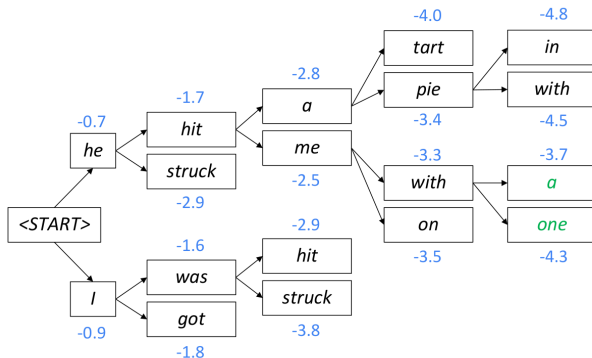 -4.0 -4.8
tart in
-2.8
-1.7 a pie with
-0.7 hit -3.4 -4.5
he me -3.3 -3.7
struck -2.5 with a
<START> -2.9 -2.9 on one
-1.6 hit -3.5 -4.3
was
I struck
got -3.8
-0.9
-1.8